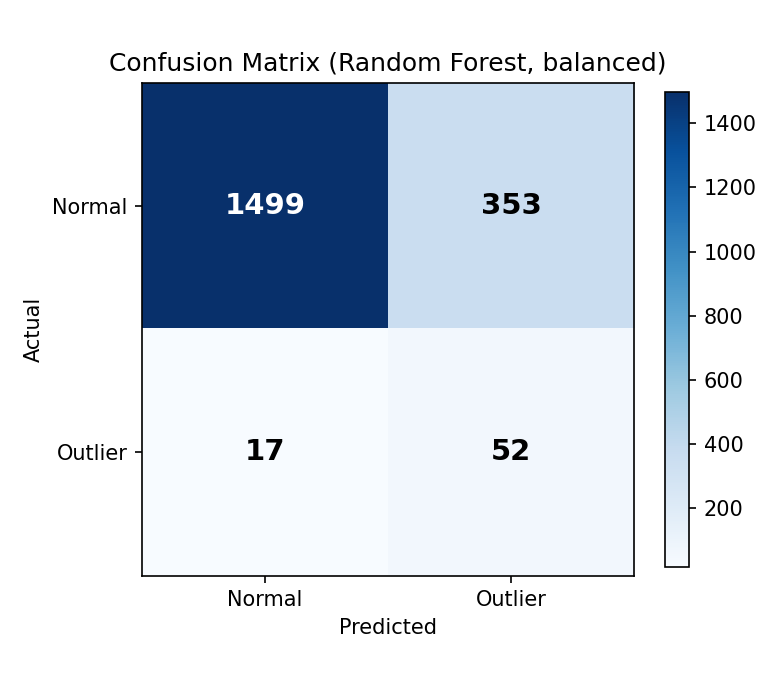 Confusion Matrix (Random Forest, balanced)
Normal
1499
353
Outlier
17
52
Actual
Normal
Outlier
Predicted
1400
1200
1000
800
600
400
200